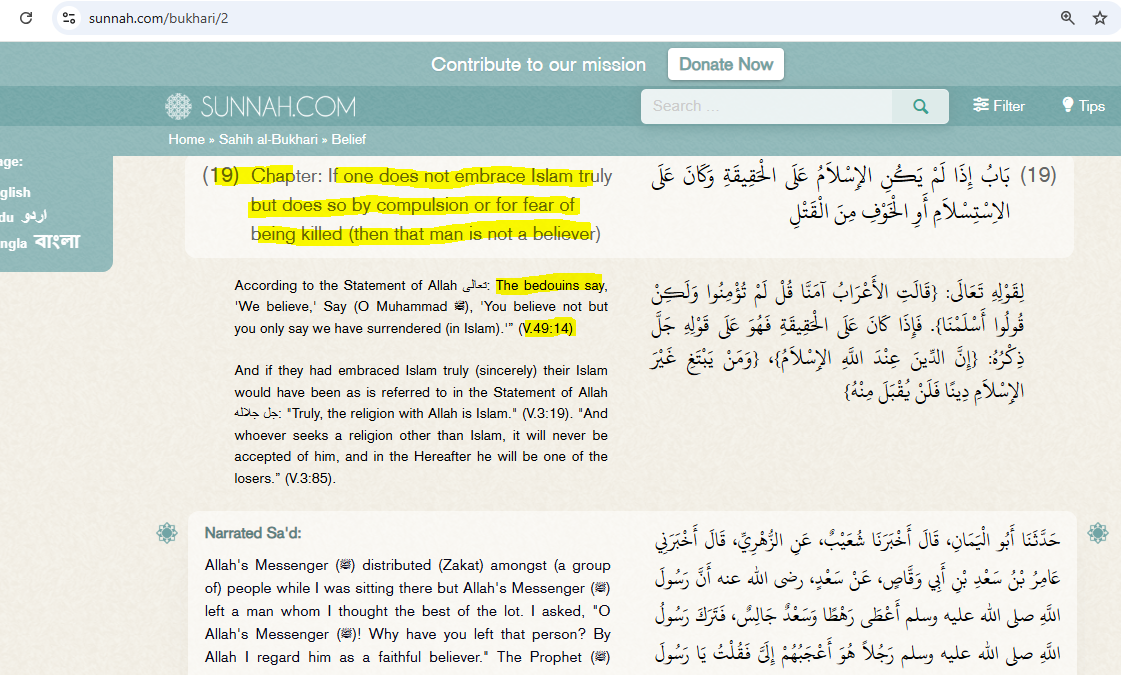 sunnah.com/bukhari/2
Contribute to our mission Donate Now
SUNNAH.COM
Search ...
Filter
Tips
Home » Sahih al-Bukhari » Belief
age:
glish
du اردو
ngla বাংলা
(19) Chapter: If one does not embrace Islam truly
but does so by compulsion or for fear of
being killed (then that man is not a believer)
(19) بَابُ إِذَا لَمْ يَكُنِ الإِسْلاَمُ عَلَى الْحَقِيقَةِ وَكَانَ عَلَى
الاِسْتِسْلاَمِ أَوِ الْخَوْفِ مِنَ الْقَتْلِ
According to the Statement of Allah تعالى: The bedouins say,
'We believe,' Say (O Muhammad ﷺ), 'You believe not but
you only say we have surrendered (in Islam).'” (V.49:14)
And if they had embraced Islam truly (sincerely) their Islam
would have been as is referred to in the Statement of Allah
جل جلاله: "Truly, the religion with Allah is Islam." (V.3:19). "And
whoever seeks a religion other than Islam, it will never be
accepted of him, and in the Hereafter he will be one of the
losers.” (V.3:85).
لِقَوْلِهِ تَعَالَى: {قَالَتِ الأَعْرَابُ آمَنَّا قُلْ لَمْ تُؤْمِنُوا وَلَكِنْ
قُولُوا أَسْلَمْنَا}. فَإِذَا كَانَ عَلَى الْحَقِيقَةِ فَهُوَ عَلَى قَوْلِهِ جَلَّ
ذِكْرُهُ: {إِنَّ الدِّينَ عِنْدَ اللَّهِ الإِسْلاَمُ}، {وَمَنْ يَبْتَغِ غَيْرَ
الإِسْلاَمِ دِينًا فَلَنْ يُقْبَلَ مِنْهُ}
Narrated Sa'd:
Allah's Messenger (ﷺ) distributed (Zakat) amongst (a group
of) people while I was sitting there but Allah's Messenger (ﷺ)
left a man whom I thought the best of the lot. I asked, "O
Allah's Messenger (ﷺ)! Why have you left that person? By
Allah I regard him as a faithful believer." The Prophet (ﷺ)
حَدَّثَنَا أَبُو الْيَمَانِ، قَالَ أَخْبَرَنَا شُعَيْبٌ، عَنِ الزُّهْرِيِّ، قَالَ أَخْبَرَنِي
عَامِرُ بْنُ سَعْدِ بْنِ أَبِي وَقَّاصٍ، عَنْ سَعْدٍ، رضى الله عنه أَنَّ رَسُولَ
اللَّهِ صلى الله عليه وسلم أَعْطَى رَهْطًا وَسَعْدٌ جَالِسٌ، فَتَرَكَ رَسُولُ
اللَّهِ صلى الله عليه وسلم رَجُلاً هُوَ أَعْجَبُهُمْ إِلَىَّ فَقُلْتُ يَا رَسُولَ